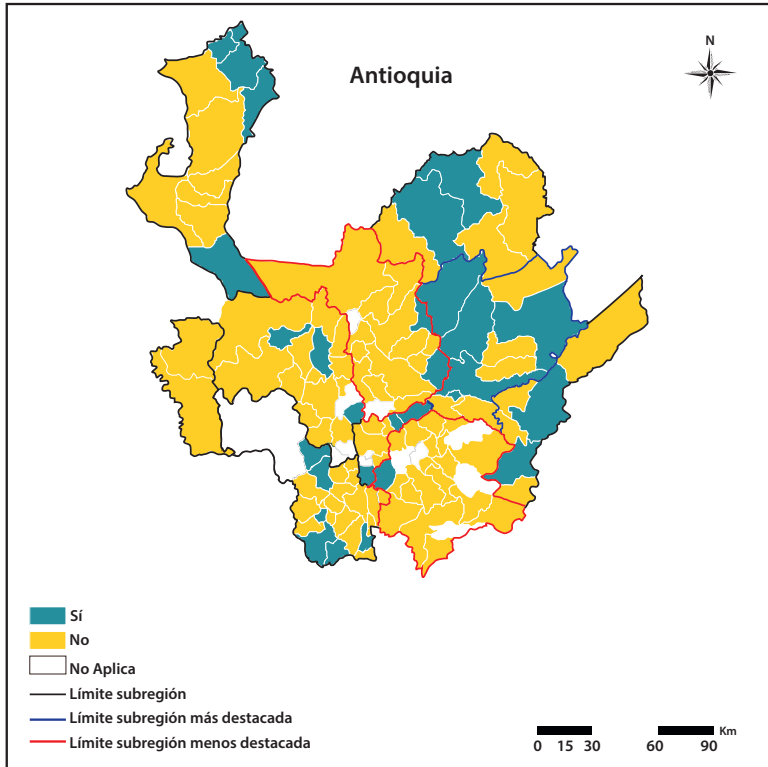 N
Antioquia
Sí
No
No Aplica
Límite subregión
Límite subregión más destacada
Límite subregión menos destacada
Km
0 15 30 60 90